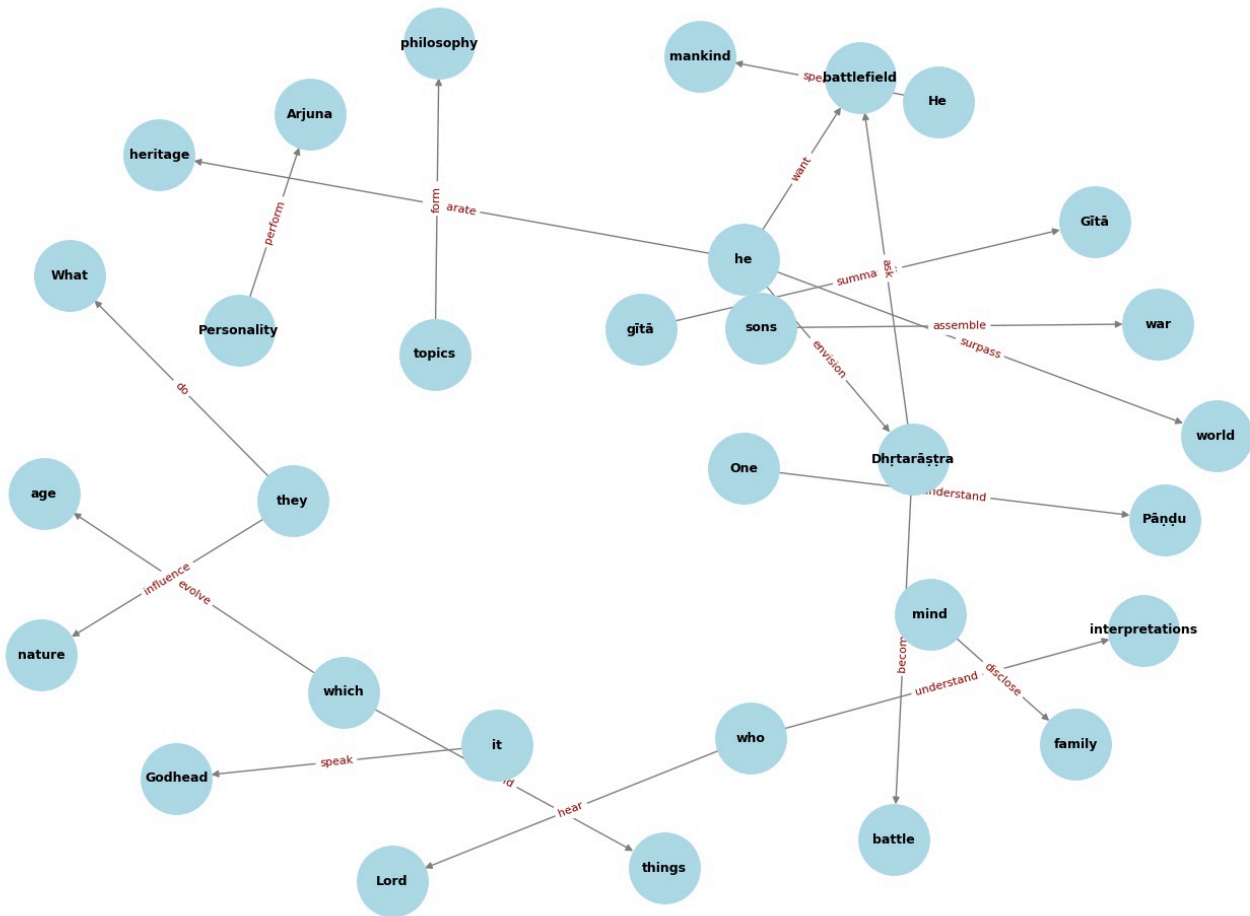 philosophy
mankind
battlefield
He
Arjuna
heritage
want
form
arate
perform
Gītā
What
he
ask
summa
Personality
gītā
sons
assemble
war
topics
surpass
envision
do
world
Dhṛtarāṣṭra
One
age
they
understand
Pāṇḍu
influence
evolve
mind
interpretations
nature
disclose
understand
which
it
who
family
Godhead
speak
hear
battle
Lord
things